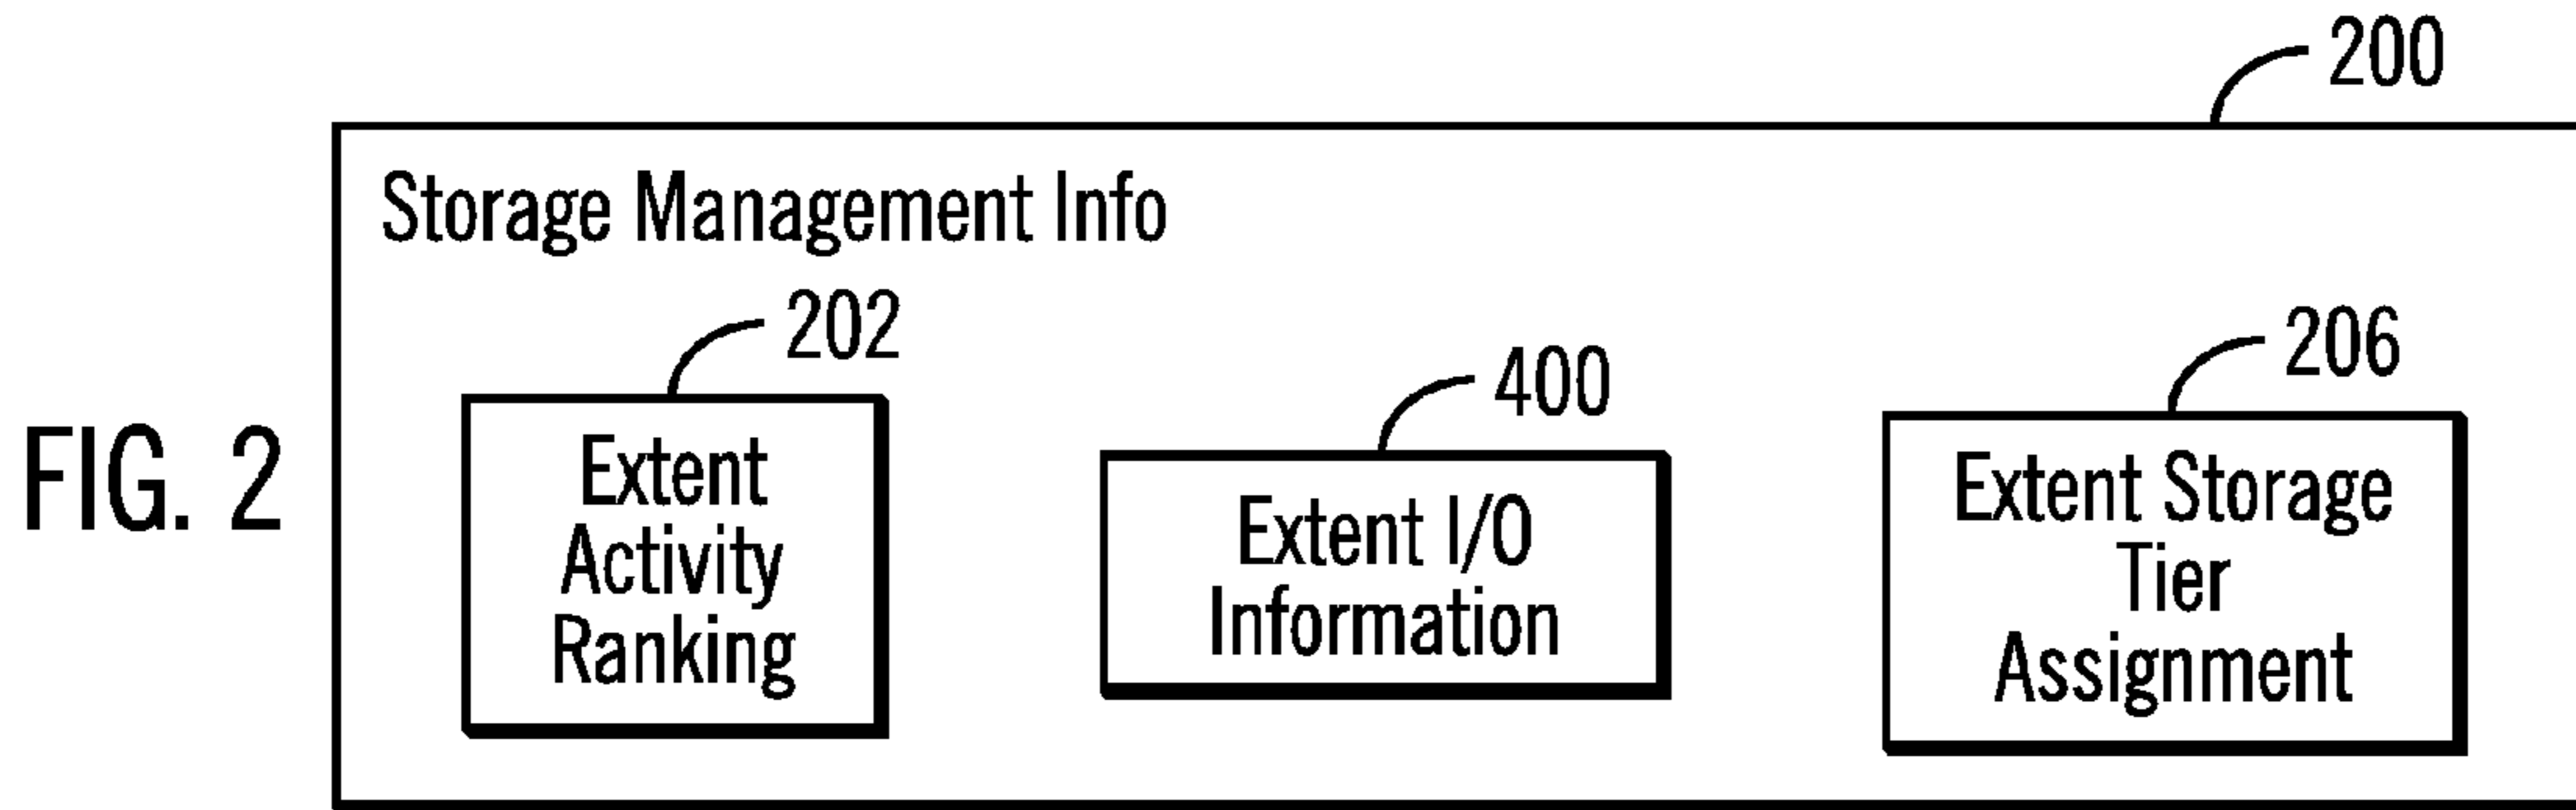 200
Storage Management Info
202
400
206
FIG. 2
Extent
Activity
Ranking
Extent I/O
Information
Extent Storage
Tier
Assignment